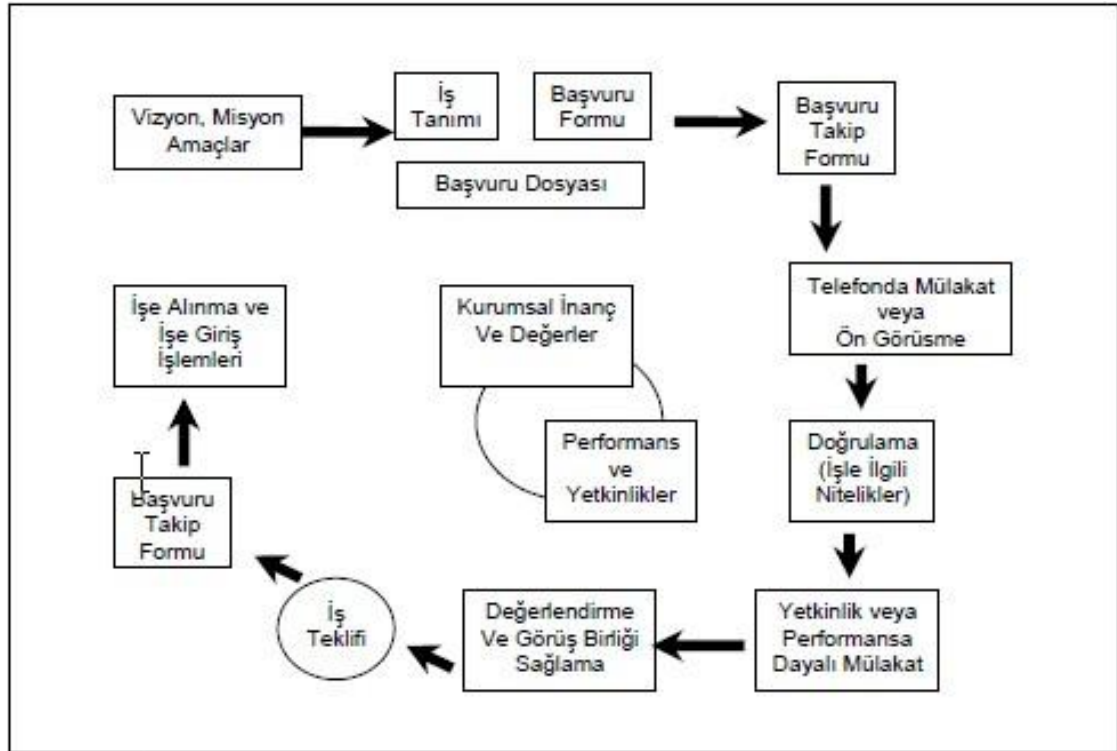 Vizyon, Misyon
Amaçlar
İş
Tanımı
Başvuru
Formu
Başvuru Dosyası
Başvuru
Takip
Formu
Telefonda Mülakat
veya
Ön Görüsme
Doğrulama
(İşle İlgili
Nitelikler)
Yetkinlik veya
Performansa
Dayalı Mülakat
Değerlendirme
Ve Görüş Birliği
Sağlama
İş
Teklifi
Başvuru
Takip
Formu
İşe Alınma ve
İşe Giriş
İşlemleri
Kurumsal İnanç
Ve Değerler
Performans
ve
Yetkinlikler